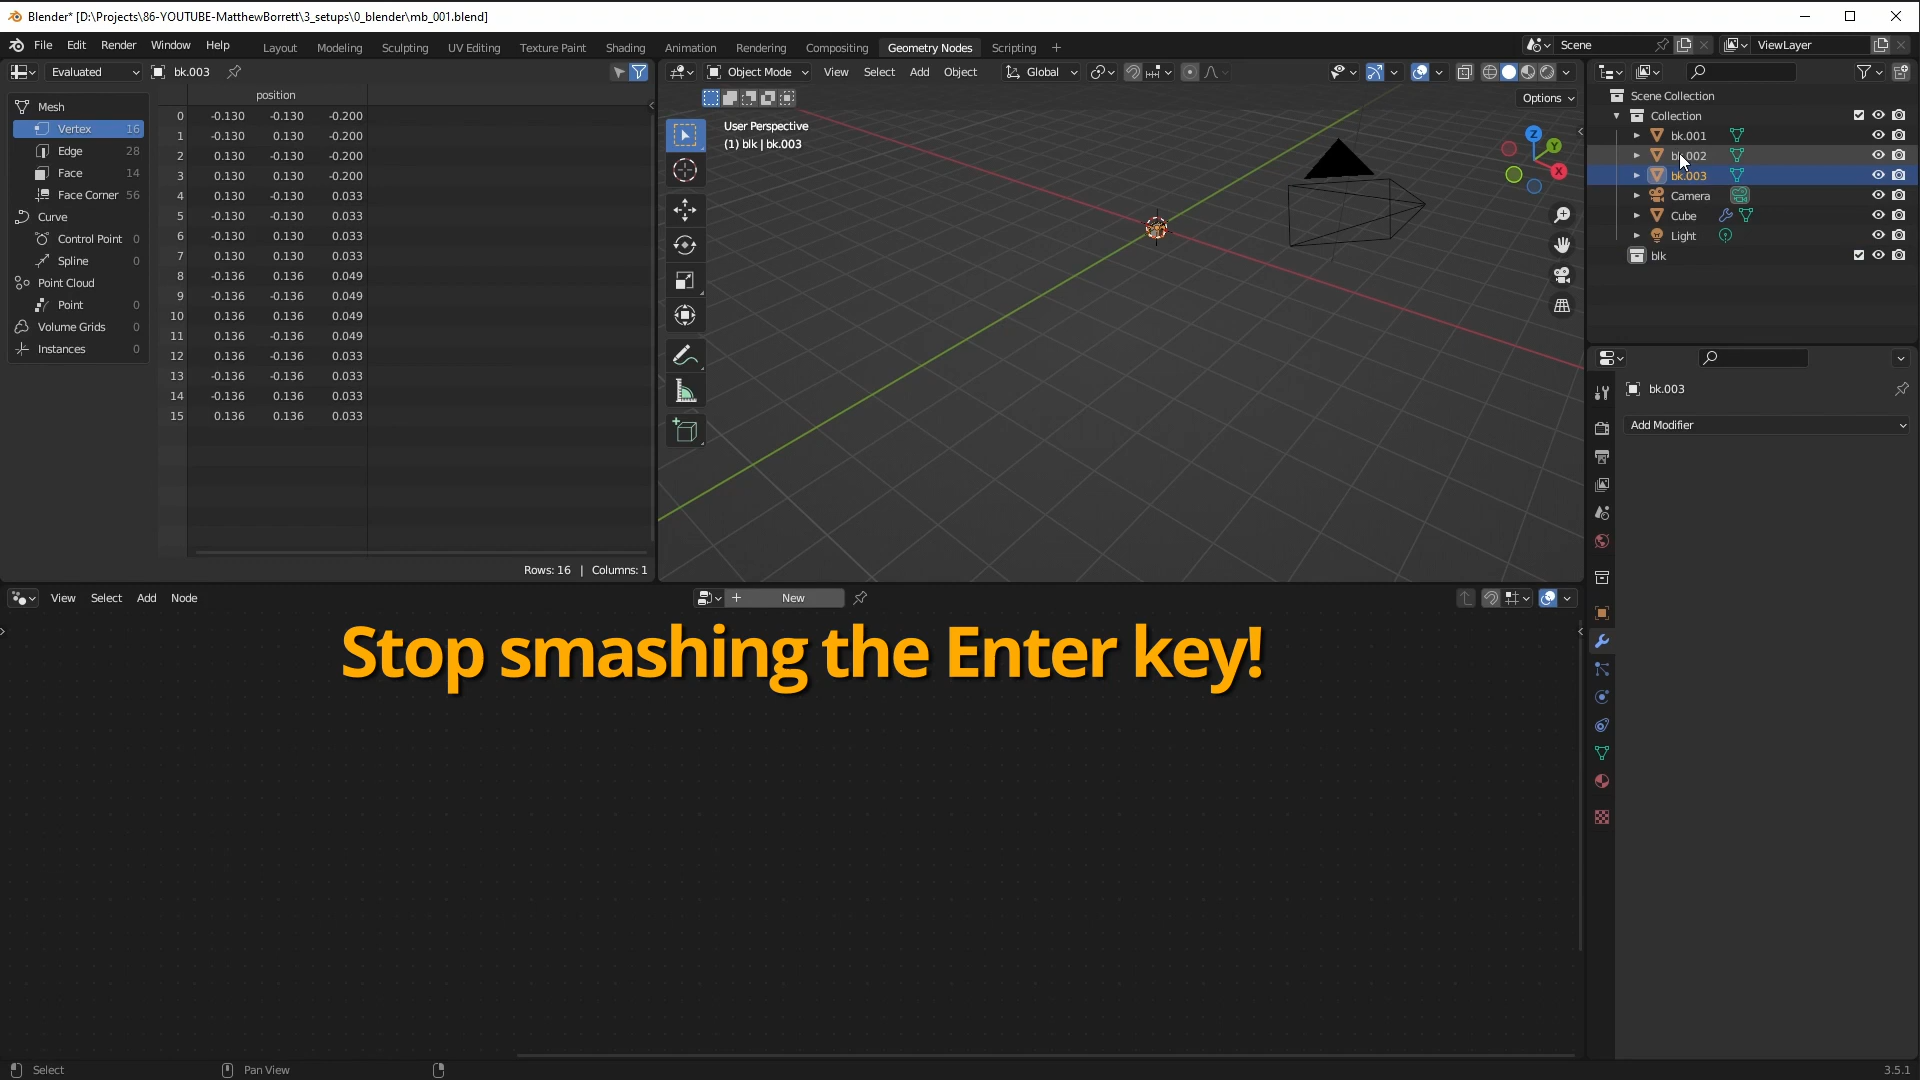 Blender* [D:\Projects\86-YOUTUBE-MatthewBorrett\3_setups\0_blender\mb_001.blend]
File Edit Render Window Help Layout Modeling Sculpting UV Editing Texture Paint Shading Animation Rendering Compositing Geometry Nodes Scripting + Scene ViewLayer
Evaluated bk.003 Object Mode View Select Add Object Global
position
Options
Mesh
Vertex 16
Edge 28
Face 14
Face Corner 56
Curve
Control Point 0
Spline 0
Point Cloud
Point 0
Volume Grids 0
Instances 0
0 -0.130 -0.130 -0.200
1 -0.130 0.130 -0.200
2 0.130 -0.130 -0.200
3 0.130 0.130 -0.200
4 0.130 -0.130 0.033
5 -0.130 -0.130 0.033
6 -0.130 0.130 0.033
7 0.130 0.130 0.033
8 -0.136 0.136 0.049
9 -0.136 -0.136 0.049
10 0.136 0.136 0.049
11 0.136 -0.136 0.049
12 0.136 -0.136 0.033
13 -0.136 -0.136 0.033
14 -0.136 0.136 0.033
15 0.136 0.136 0.033
Rows: 16 | Columns: 1
User Perspective
(1) blk | bk.003
Z
Y
X
Scene Collection
Collection
bk.001
bk.002
bk.003
Camera
Cube
Light
blk
bk.003
Add Modifier
View Select Add Node + New
Stop smashing the Enter key!
Select Pan View 3.5.1